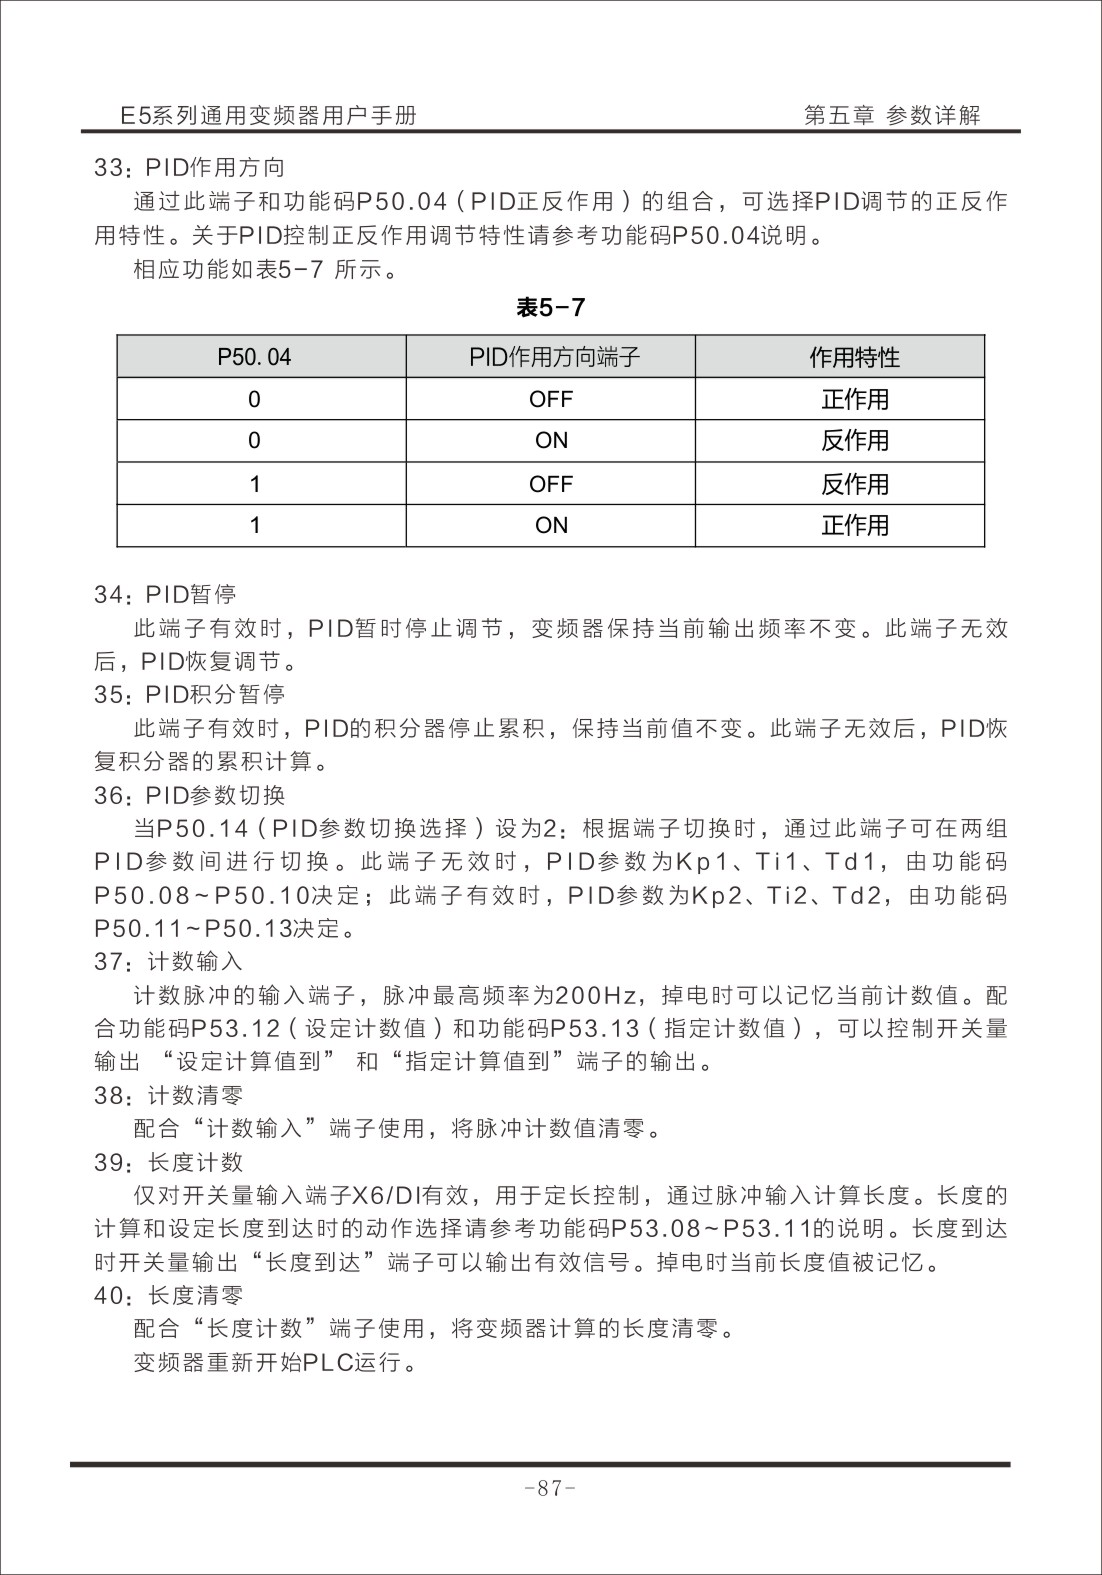 E5系列通用变频器用户手册 第五章 参数详解
33：PID作用方向
通过此端子和功能码P50.04（PID正反作用）的组合，可选择PID调节的正反作
用特性。关于PID控制正反作用调节特性请参考功能码P50.04说明。
相应功能如表5-7 所示。
表5-7
P50.04 PID作用方向端子 作用特性
0 OFF 正作用
0 ON 反作用
1 OFF 反作用
1 ON 正作用
34：PID暂停
此端子有效时，PID暂时停止调节，变频器保持当前输出频率不变。此端子无效
后，PID恢复调节。
35：PID积分暂停
此端子有效时，PID的积分器停止累积，保持当前值不变。此端子无效后，PID恢
复积分器的累积计算。
36：PID参数切换
当P50.14（PID参数切换选择）设为2：根据端子切换时，通过此端子可在两组
PID参数间进行切换。此端子无效时，PID参数为Kp1、Ti1、Td1，由功能码
P50.08~P50.10决定；此端子有效时，PID参数为Kp2、Ti2、Td2，由功能码
P50.11~P50.13决定。
37：计数输入
计数脉冲的输入端子，脉冲最高频率为200Hz，掉电时可以记忆当前计数值。配
合功能码P53.12（设定计数值）和功能码P53.13（指定计数值），可以控制开关量
输出 “设定计算值到” 和“指定计算值到”端子的输出。
38：计数清零
配合“计数输入”端子使用，将脉冲计数值清零。
39：长度计数
仅对开关量输入端子X6/DI有效，用于定长控制，通过脉冲输入计算长度。长度的
计算和设定长度到达时的动作选择请参考功能码P53.08~P53.11的说明。长度到达
时开关量输出“长度到达”端子可以输出有效信号。掉电时当前长度值被记忆。
40：长度清零
配合“长度计数”端子使用，将变频器计算的长度清零。
变频器重新开始PLC运行。
-87-